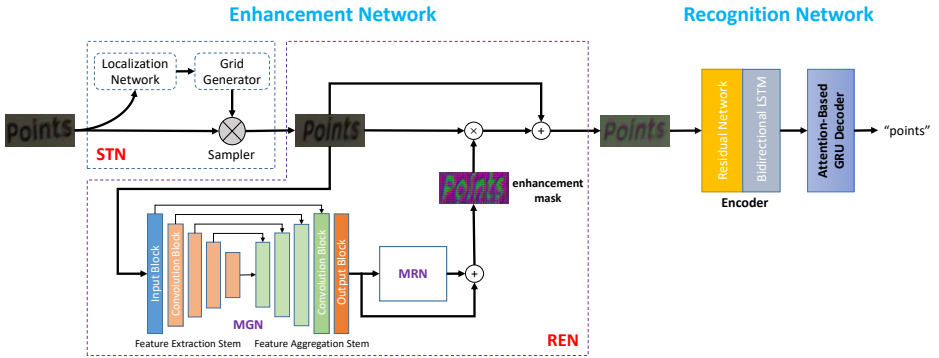 Enhancement Network
Recognition Network
Localization
Network
Grid
Generator
Points
STN
Sampler
Points
Points
Residual Network
Bidirectional LSTM
Encoder
Attention-Based
GRU Decoder
"points"
Points
enhancement
mask
Input Block
Convolution Block
Convolution Block
Output Block
MGN
MRN
Feature Extraction Stem
Feature Aggregation Stem
REN